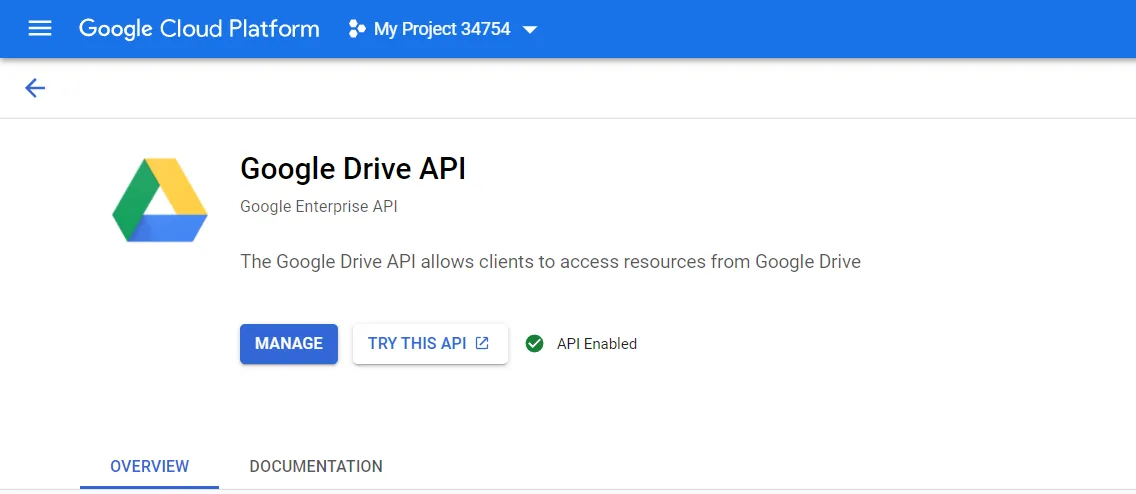 Google Cloud Platform My Project 34754
Google Drive API
Google Enterprise API
The Google Drive API allows clients to access resources from Google Drive
MANAGE TRY THIS API API Enabled
OVERVIEW DOCUMENTATION